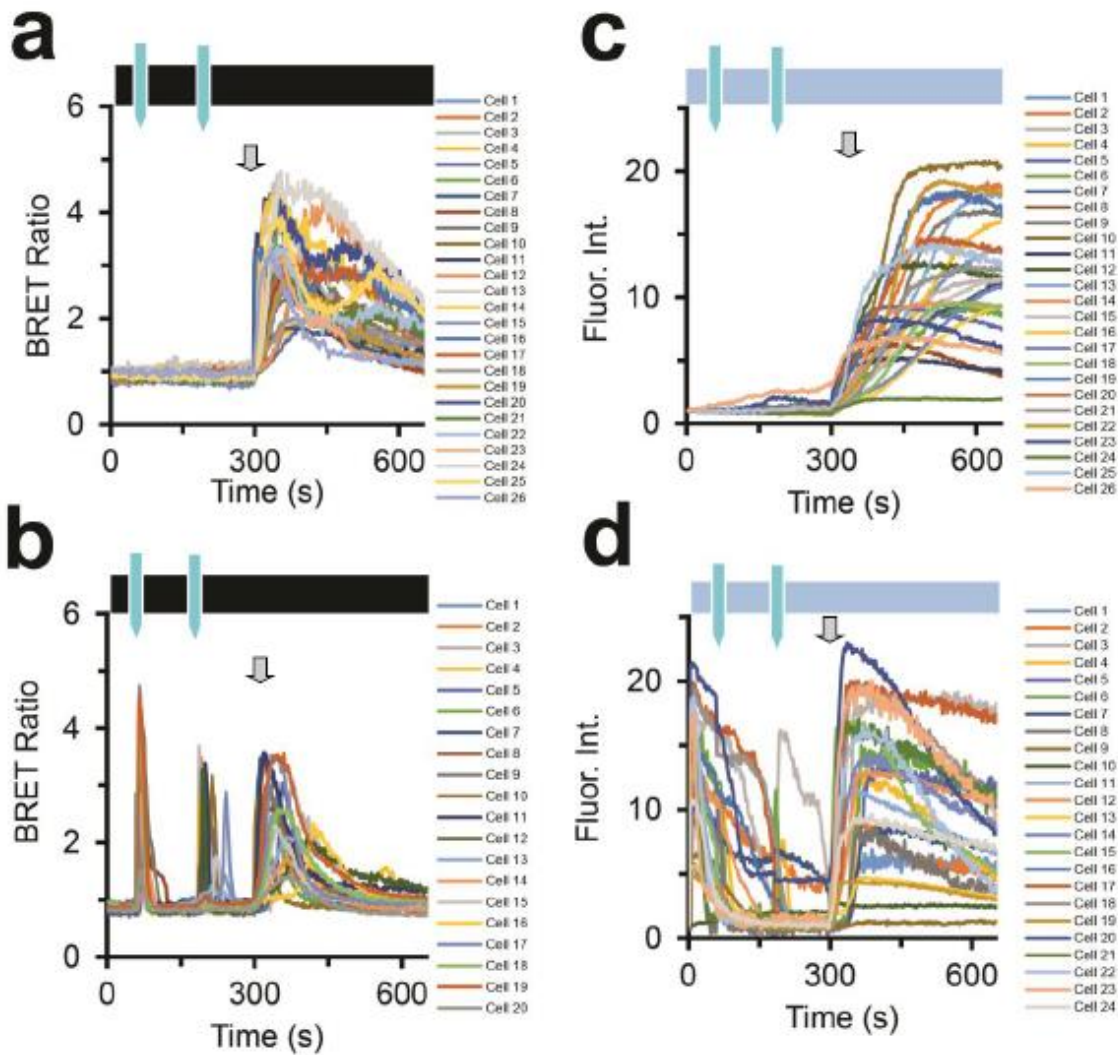 a
6
4
2
0
BRET Ratio
0
300
600
Time (s)
Cell 1
Cell 2
Cell 3
Cell 4
Cell 5
Cell 6
Cell 7
Cell 8
Cell 9
Cell 10
Cell 11
Cell 12
Cell 13
Cell 14
Cell 15
Cell 16
Cell 17
Cell 18
Cell 19
Cell 20
Cell 21
Cell 22
Cell 23
Cell 24
Cell 25
Cell 26
c
20
10
0
Fluor. Int.
0
300
600
Time (s)
Cell 1
Cell 2
Cell 3
Cell 4
Cell 5
Cell 6
Cell 7
Cell 8
Cell 9
Cell 10
Cell 11
Cell 12
Cell 13
Cell 14
Cell 15
Cell 16
Cell 17
Cell 18
Cell 19
Cell 20
Cell 21
Cell 22
Cell 23
Cell 24
Cell 25
Cell 26
b
6
4
2
0
BRET Ratio
0
300
600
Time (s)
Cell 1
Cell 2
Cell 3
Cell 4
Cell 5
Cell 6
Cell 7
Cell 8
Cell 9
Cell 10
Cell 11
Cell 12
Cell 13
Cell 14
Cell 15
Cell 16
Cell 17
Cell 18
Cell 19
Cell 20
d
20
10
0
Fluor. Int.
0
300
600
Time (s)
Cell 1
Cell 2
Cell 3
Cell 4
Cell 5
Cell 6
Cell 7
Cell 8
Cell 9
Cell 10
Cell 11
Cell 12
Cell 13
Cell 14
Cell 15
Cell 16
Cell 17
Cell 18
Cell 19
Cell 20
Cell 21
Cell 22
Cell 23
Cell 24